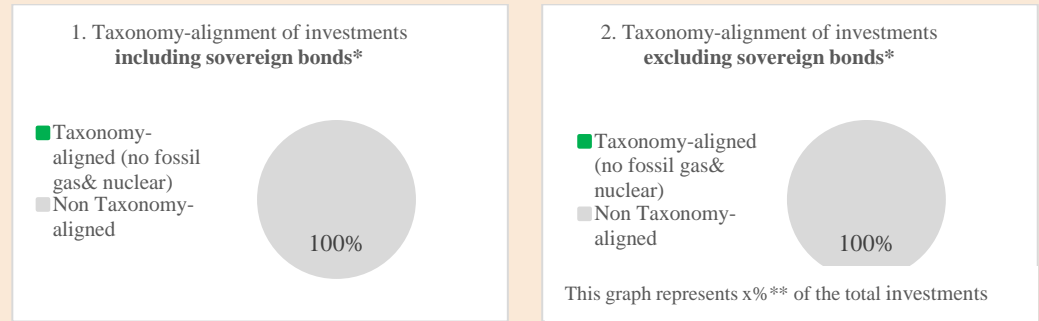 1. Taxonomy-alignment of investments
including sovereign bonds*
Taxonomy-
aligned (no fossil
gas& nuclear)
Non Taxonomy-
aligned
100%
2. Taxonomy-alignment of investments
excluding sovereign bonds*
Taxonomy-aligned
(no fossil gas&
nuclear)
Non Taxonomy-
aligned
100%
This graph represents x%** of the total investments